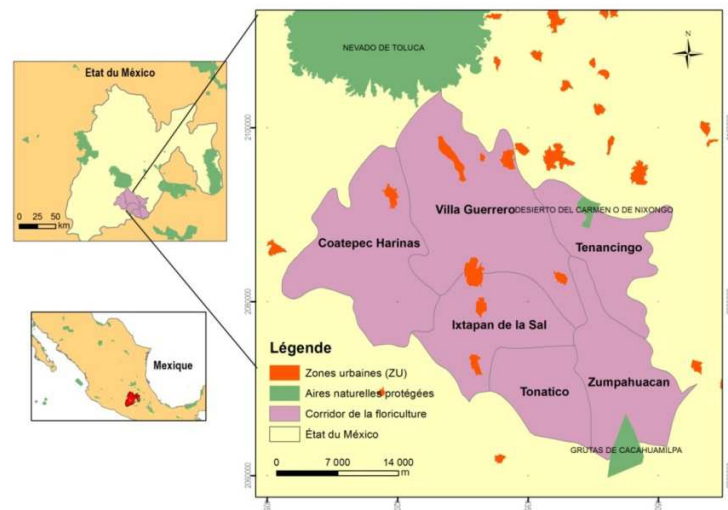 Etat du México
0 25 50
km
Mexique
NEVADO DE TOLUCA
N
Villa Guerrero
DESIERTO DEL CARMEN O DE NIXONGO
Coatepec Harinas
Tenancingo
Ixtapan de la Sal
Tonatico
Zumpahuacan
GRUTAS DE CACAHUAMILPA
Légende
Zones urbaines (ZU)
Aires naturelles protégées
Corridor de la floriculture
État du México
0 7 000 14 000
m